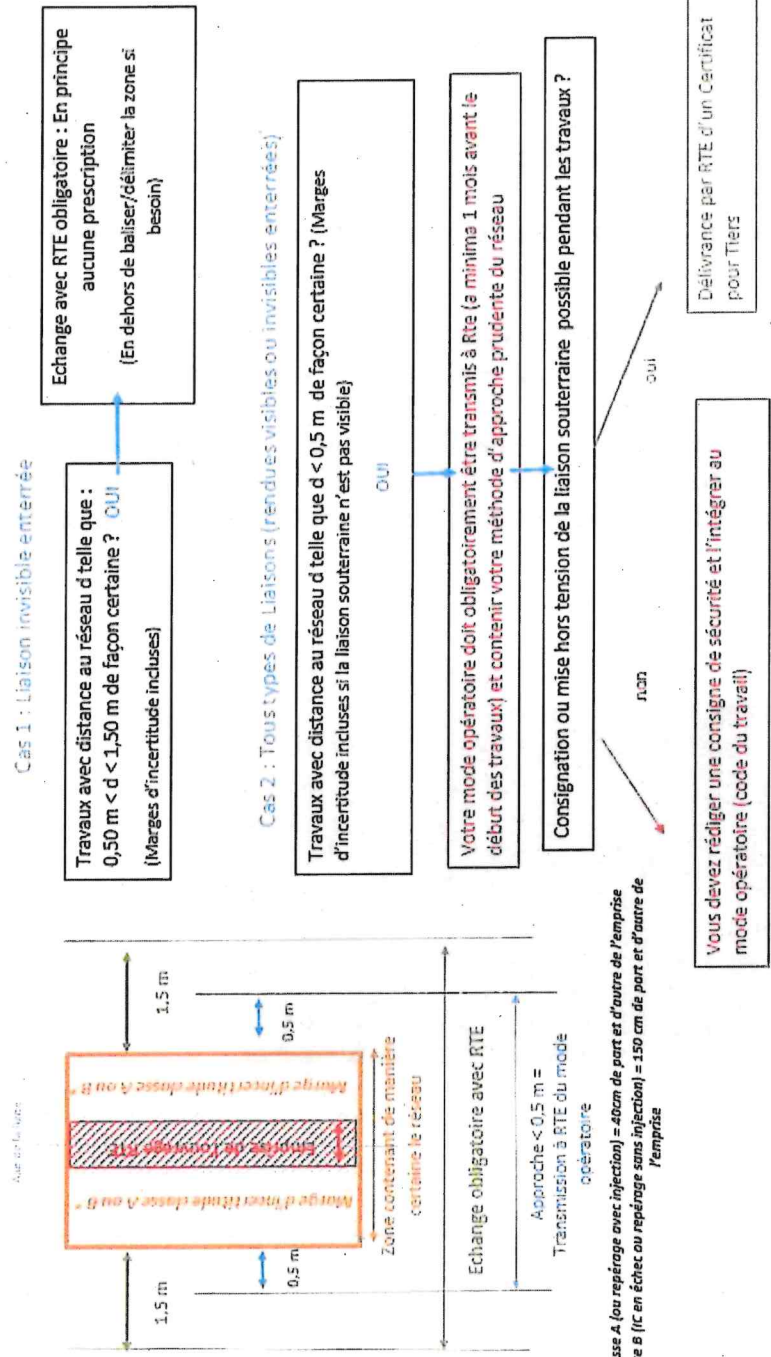 Cas 1 : Liaison invisible enterrée
Travaux avec distance au réseau d telle que :
0,50 m < d < 1,50 m de façon certaine ? OUI
(Marges d'incertitude incluses)
Echange avec RTE obligatoire : En principe
aucune prescription
(En dehors de baliser/délimiter la zone si
besoin)
Cas 2 : Tous types de Liaisons (rendues visibles ou invisibles enterrées)
Travaux avec distance au réseau d telle que d < 0,5 m de façon certaine ? (Marges
d'incertitude incluses si la liaison souterraine n'est pas visible)
OUI
Votre mode opératoire doit obligatoirement être transmis à Rte (a minima 1 mois avant le
début des travaux) et contenir votre méthode d'approche prudente du réseau
Consignation ou mise hors tension de la liaison souterraine possible pendant les travaux ?
non
oui
Vous devez rédiger une consigne de sécurité et l'intégrer au
mode opératoire (code du travail)
Délivrance par RTE d'un Certificat
pour Tiers
1,5 m
1,5 m
0,5 m
0,5 m
Marge d'incertitude classe A ou B *
Emprise de l'ouvrage RTE
Marge d'incertitude classe A ou B *
Zone contenant de manière
certaine le réseau
Echange obligatoire avec RTE
Approche < 0,5 m =
Transmission à RTE du mode
opératoire
sse A (ou repérage avec injection) = 40cm de part et d'autre de l'emprise
e B (IC en échec ou repérage sans injection) = 150 cm de part et d'autre de
l'emprise